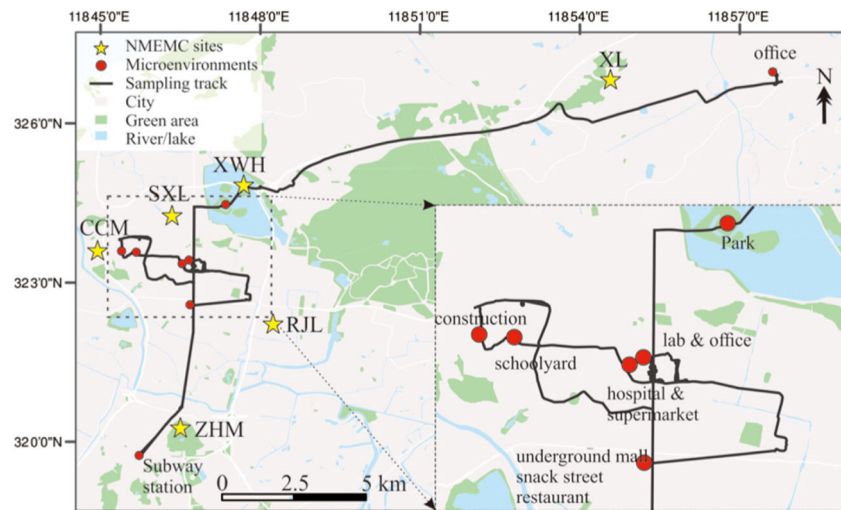 118°45'0"E
118°48'0"E
118°51'0"E
118°54'0"E
118°57'0"E
NMEMC sites
Microenvironments
Sampling track
City
Green area
River/lake
XL
office
N
32°6'0"N
XWH
SXL
CCM
Park
32°3'0"N
RJL
construction
lab & office
schoolyard
hospital &
supermarket
32°0'0"N
ZHM
underground mall
snack street
restaurant
Subway
station
0
2.5
5 km